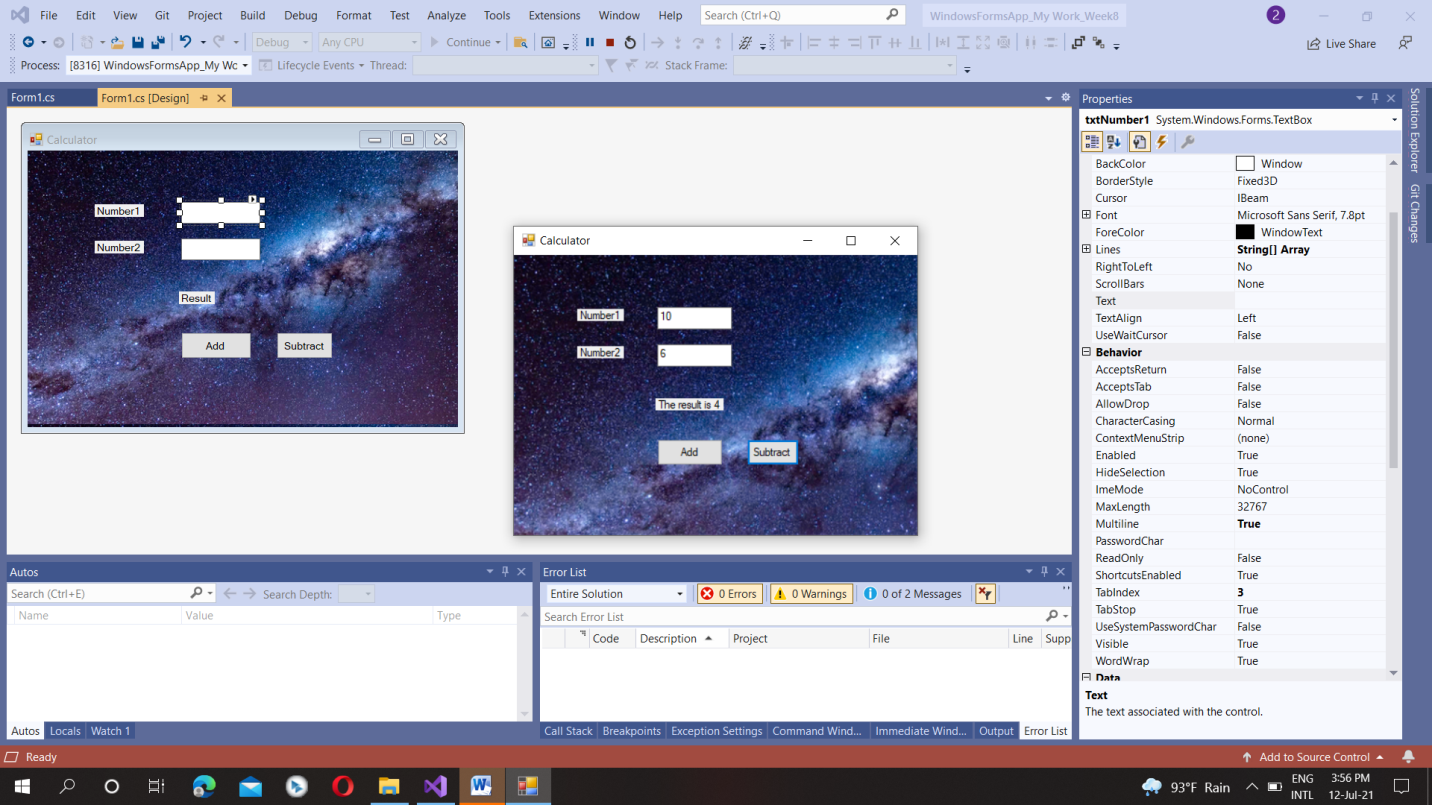 File Edit View Git Project Build Debug Format Test Analyze Tools Extensions Window Help Search (Ctrl+Q) WindowsFormsApp_My Work_Week8 2
Debug Any CPU Continue Live Share
Process: [8316] WindowsFormsApp_My Wc Lifecycle Events Thread: Stack Frame:
Form1.cs Form1.cs [Design]
Calculator
Number1
Number2
Result
Add Subtract
Calculator
Number1 10
Number2 6
The result is 4
Add Subtract
Properties
txtNumber1 System.Windows.Forms.TextBox
BackColor Window
BorderStyle Fixed3D
Cursor IBeam
Font Microsoft Sans Serif, 7.8pt
ForeColor WindowText
Lines String[] Array
RightToLeft No
ScrollBars None
Text
TextAlign Left
UseWaitCursor False
Behavior
AcceptsReturn False
AcceptsTab False
AllowDrop False
CharacterCasing Normal
ContextMenuStrip (none)
Enabled True
HideSelection True
ImeMode NoControl
MaxLength 32767
Multiline True
PasswordChar
ReadOnly False
ShortcutsEnabled True
TabIndex 3
TabStop True
UseSystemPasswordChar False
Visible True
WordWrap True
Data
Text
The text associated with the control.
Solution Explorer
Git Changes
Autos
Search (Ctrl+E) Search Depth:
Name Value Type
Autos Locals Watch 1
Error List
Entire Solution 0 Errors 0 Warnings 0 of 2 Messages
Search Error List
Code Description Project File Line Supp
Call Stack Breakpoints Exception Settings Command Wind... Immediate Wind... Output Error List
Ready Add to Source Control
93°F Rain ENG INTL 3:56 PM 12-Jul-21